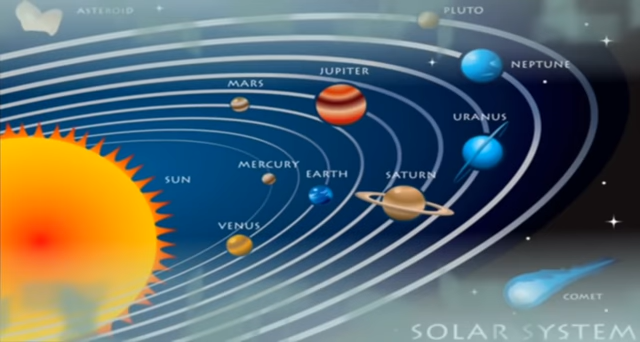 ASTEROID
PLUTO
NEPTUNE
JUPITER
MARS
URANUS
MERCURY
EARTH
SATURN
SUN
VENUS
COMET
SOLAR SYSTEM